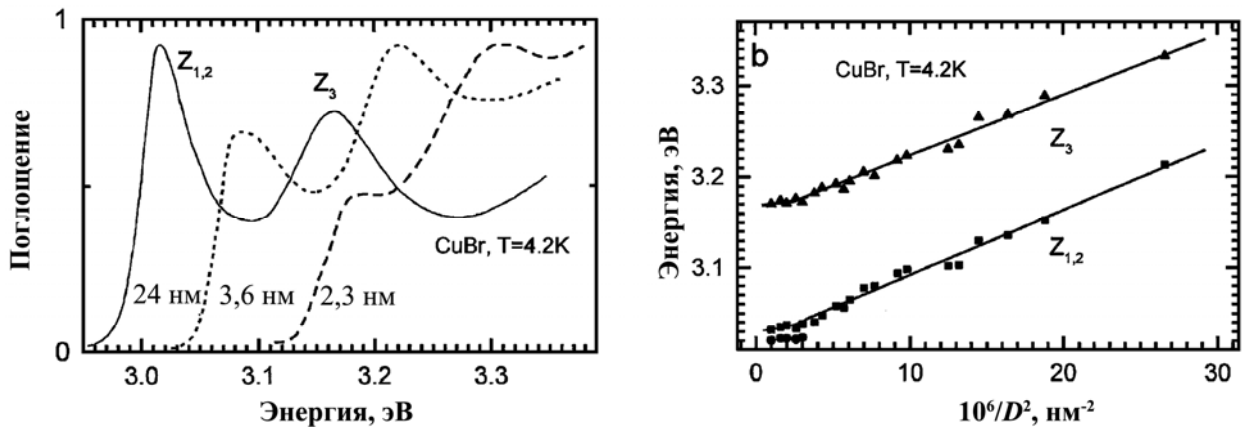 1
Z1,2
Z3
Поглощение
CuBr, T=4.2K
24 нм
3,6 нм
2,3 нм
0
3.0
3.1
3.2
3.3
Энергия, эВ
b
CuBr, T=4.2K
3.3
Z3
Энергия, эВ
3.2
Z1,2
3.1
0
10
20
30
10⁶/D², нм⁻²